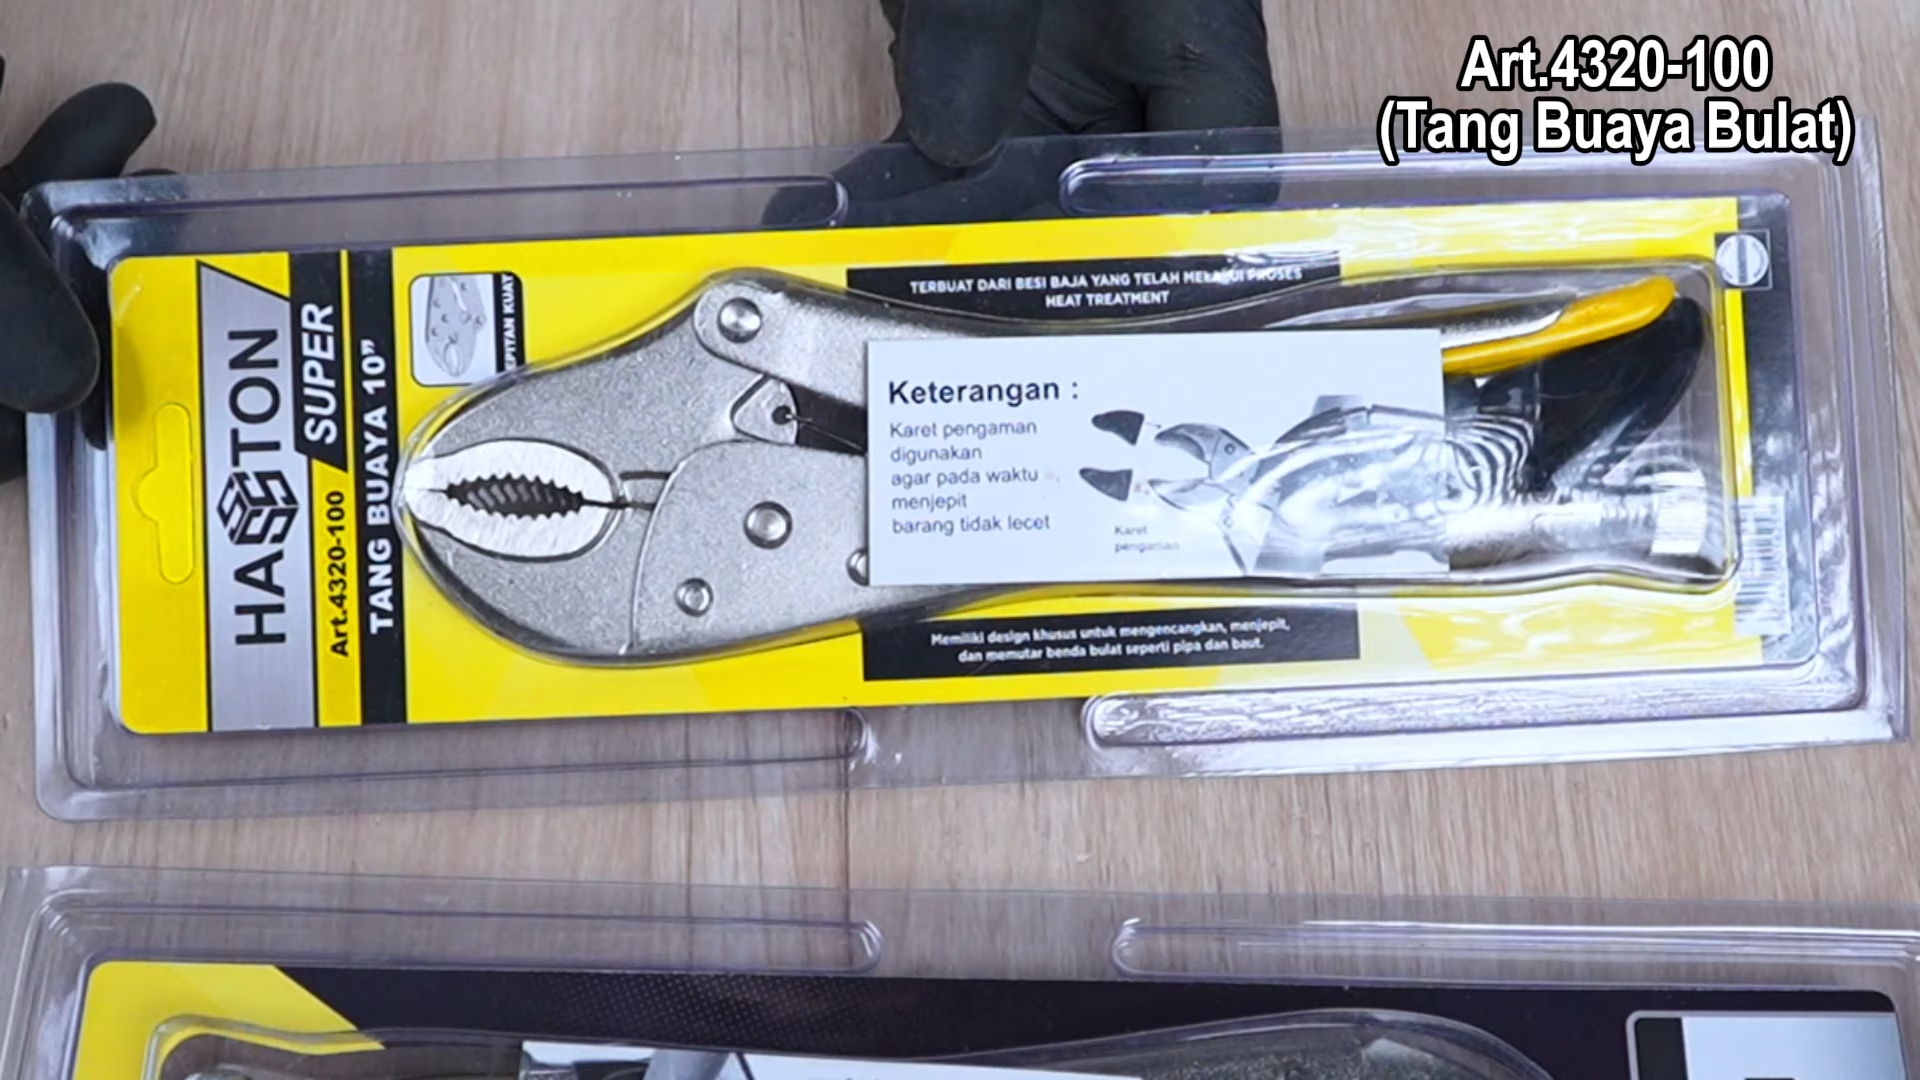 Art.4320-100
(Tang Buaya Bulat)
HASSTON
SUPER
Art.4320-100
TANG BUAYA 10”
TERBUAT DARI BESI BAJA YANG TELAH MELALUI PROSES
HEAT TREATMENT
Keterangan :
Karet pengaman
digunakan
agar pada waktu
menjepit
barang tidak lecet
Karet
pengaman
Memiliki design khusus untuk mengencangkan, menjepit,
dan memutar benda bulat seperti pipa dan baut.
KUAT